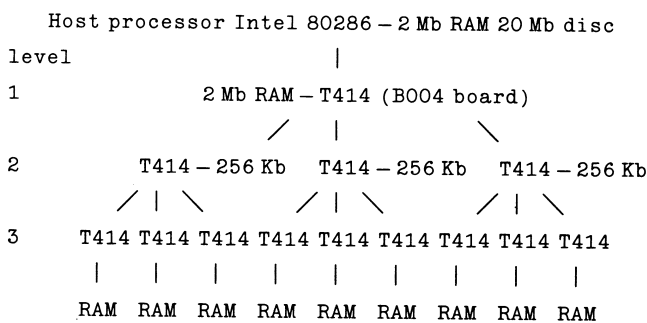 Host processor Intel 80286 – 2 Mb RAM 20 Mb disc
level
1 2 Mb RAM – T414 (B004 board)
2 T414 – 256 Kb T414 – 256 Kb T414 – 256 Kb
3 T414 T414 T414 T414 T414 T414 T414 T414 T414
RAM RAM RAM RAM RAM RAM RAM RAM RAM